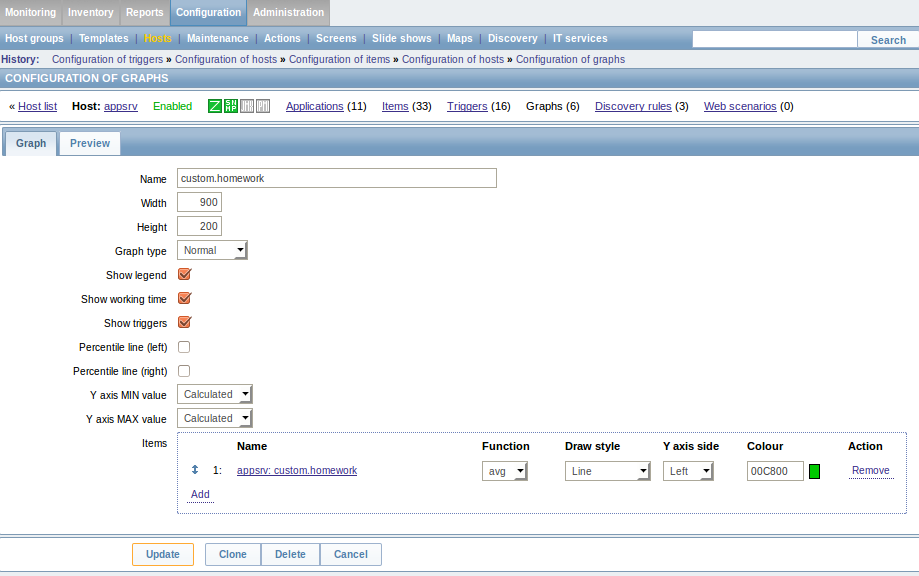 Monitoring Inventory Reports Configuration Administration
Host groups | Templates | Hosts | Maintenance | Actions | Screens | Slide shows | Maps | Discovery | IT services Search
History: Configuration of triggers » Configuration of hosts » Configuration of items » Configuration of hosts » Configuration of graphs
CONFIGURATION OF GRAPHS
« Host list Host: appsrv Enabled Z SNMP JMX IPMI Applications (11) Items (33) Triggers (16) Graphs (6) Discovery rules (3) Web scenarios (0)
Graph Preview
Name custom.homework
Width 900
Height 200
Graph type Normal
Show legend
Show working time
Show triggers
Percentile line (left)
Percentile line (right)
Y axis MIN value Calculated
Y axis MAX value Calculated
Items Name Function Draw style Y axis side Colour Action
1: appsrv: custom.homework avg Line Left 00C800 Remove
Add
Update Clone Delete Cancel